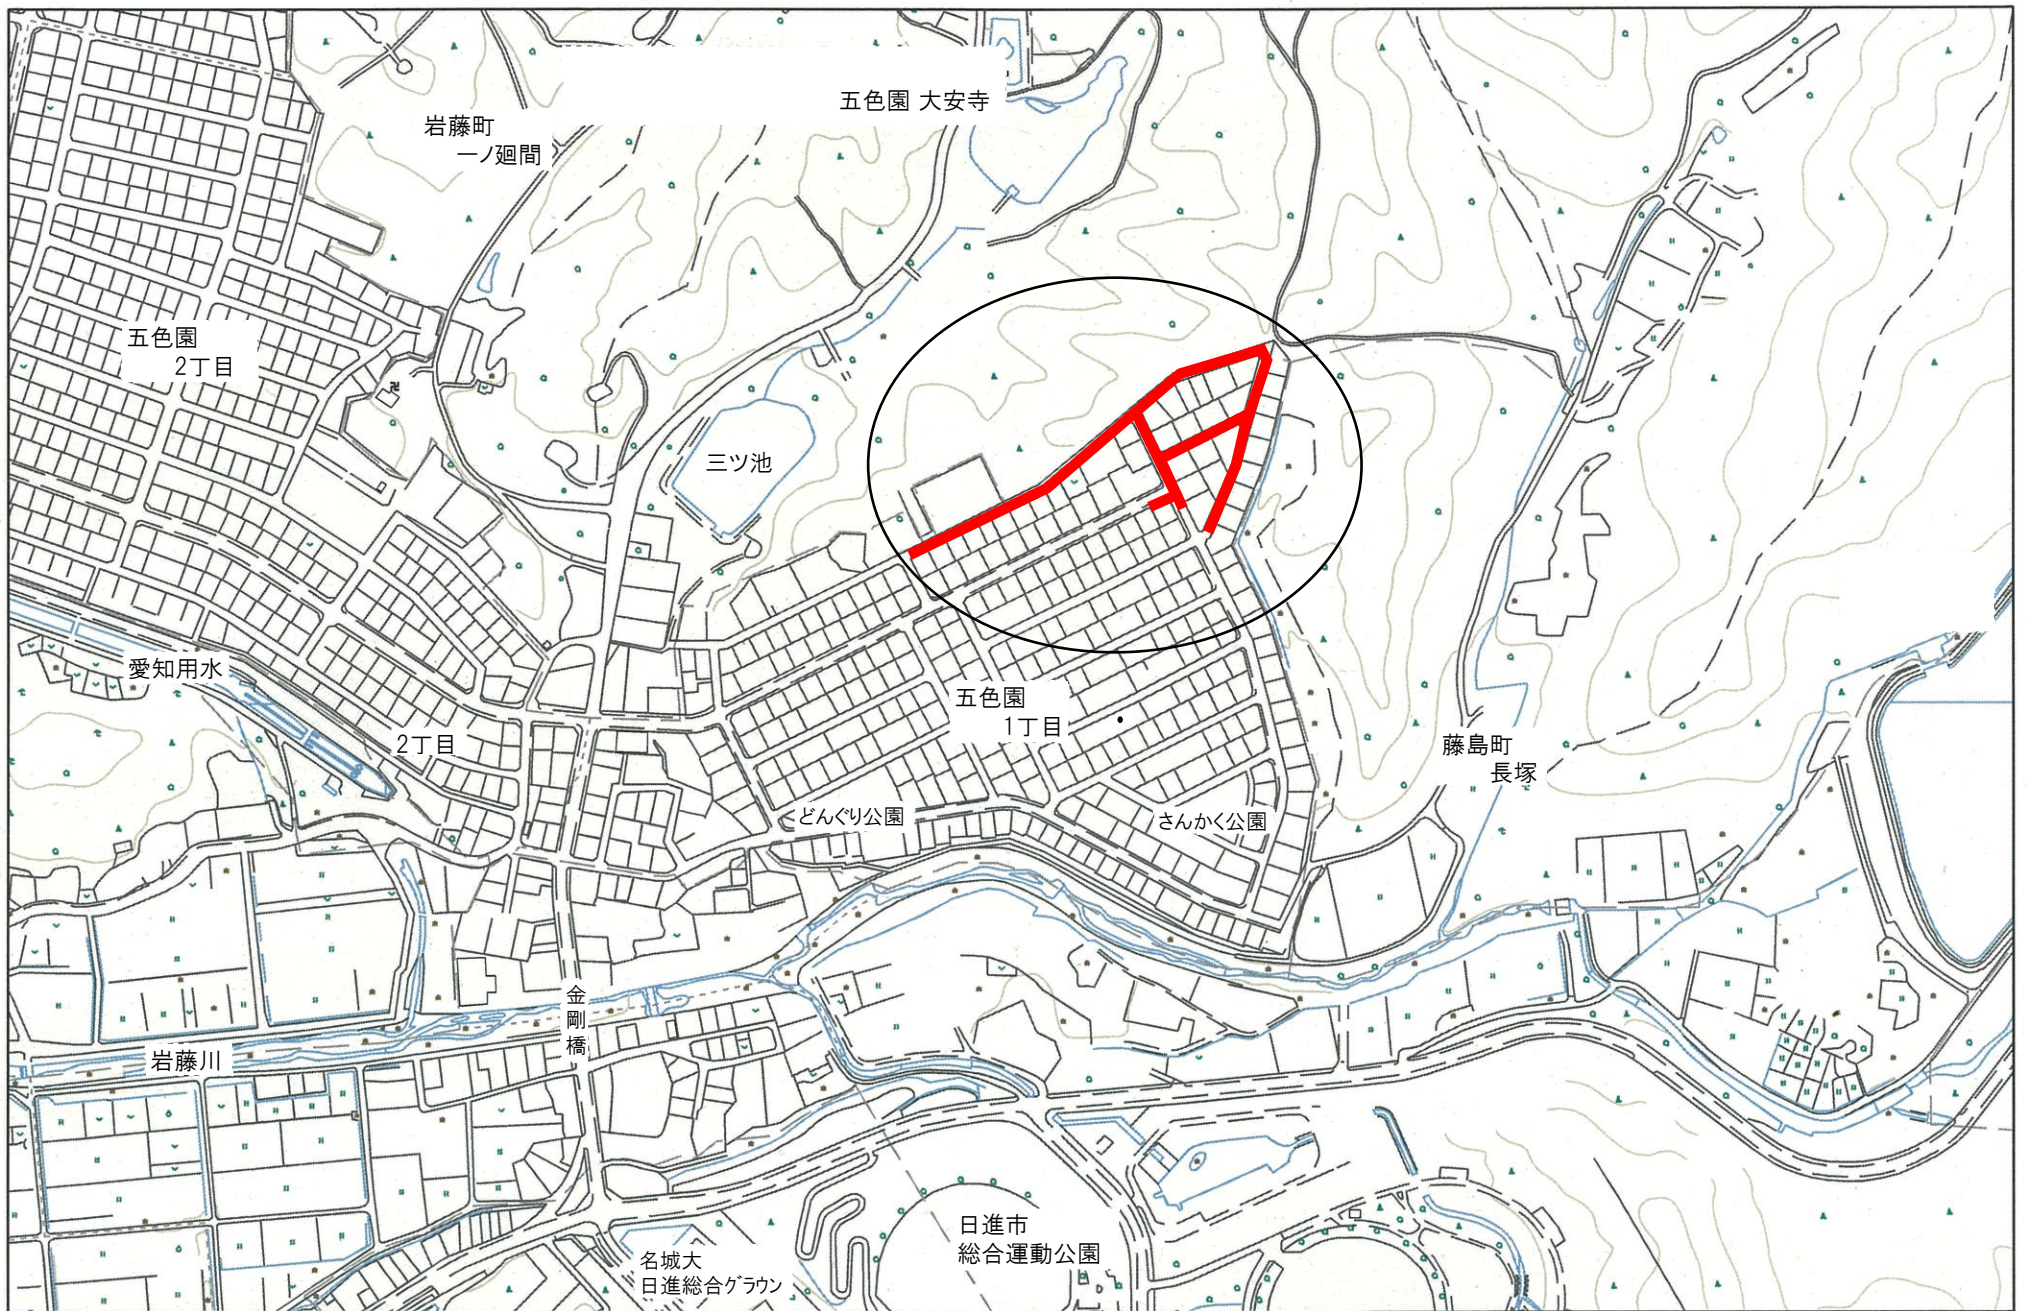 五色園 大安寺
岩藤町
一ノ廻間
五色園
2丁目
三ツ池
愛知用水
2丁目
五色園
1丁目
藤島町
長塚
どんぐり公園
さんかく公園
金剛橋
岩藤川
日進市
総合運動公園
名城大
日進総合グラウン